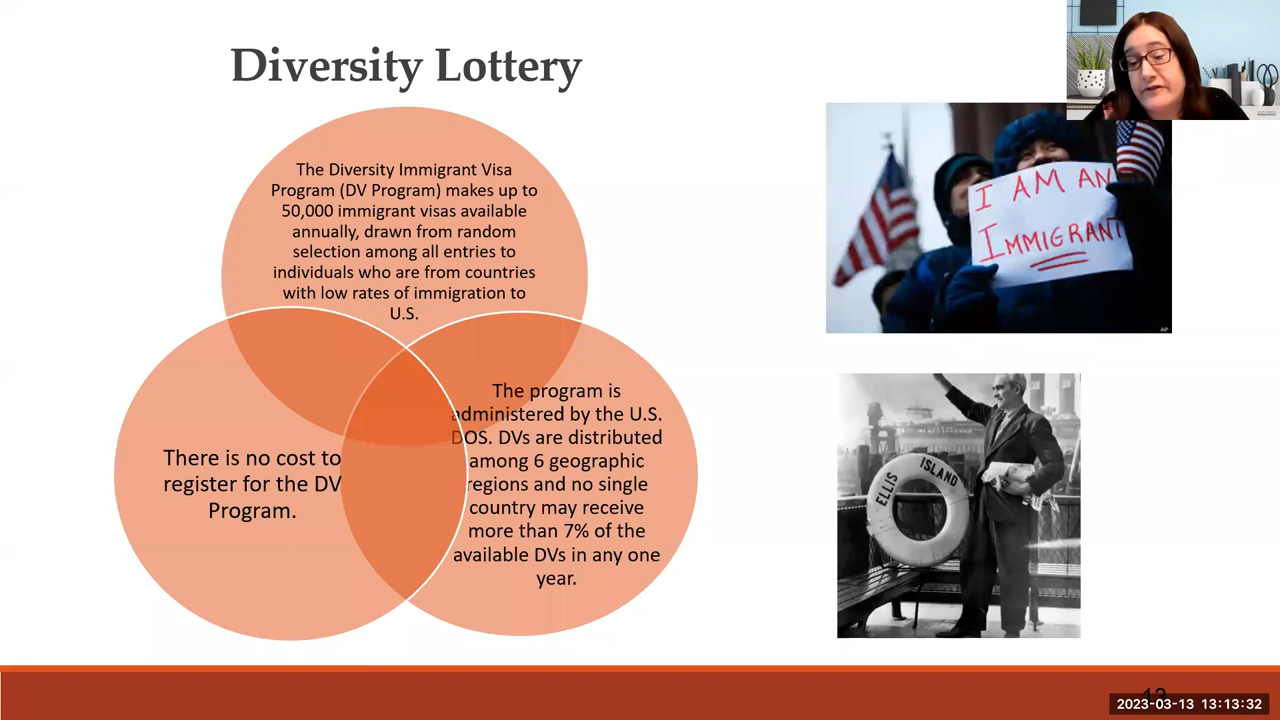 Diversity Lottery
The Diversity Immigrant Visa
Program (DV Program) makes up to
50,000 immigrant visas available
annually, drawn from random
selection among all entries to
individuals who are from countries
with low rates of immigration to
U.S.
There is no cost to
register for the DV
Program.
The program is
administered by the U.S.
DOS. DVs are distributed
among 6 geographic
regions and no single
country may receive
more than 7% of the
available DVs in any one
year.
I AM AN
IMMIGRANT
ELLIS ISLAND
2023-03-13 13:13:32